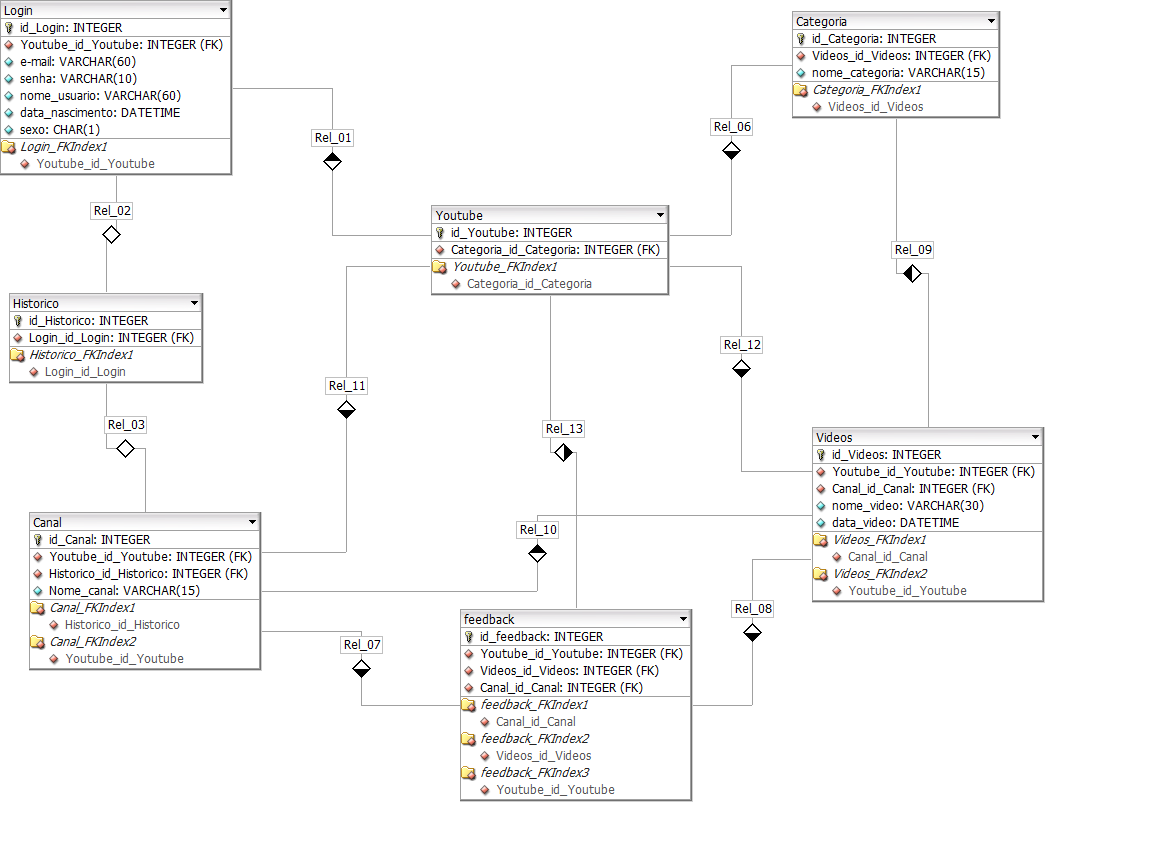 Login
id_Login: INTEGER
Youtube_id_Youtube: INTEGER (FK)
e-mail: VARCHAR(60)
senha: VARCHAR(10)
nome_usuario: VARCHAR(60)
data_nascimento: DATETIME
sexo: CHAR(1)
Login_FKIndex1
Youtube_id_Youtube
Categoria
id_Categoria: INTEGER
Videos_id_Videos: INTEGER (FK)
nome_categoria: VARCHAR(15)
Categoria_FKIndex1
Videos_id_Videos
Rel_01
Rel_06
Rel_02
Youtube
id_Youtube: INTEGER
Categoria_id_Categoria: INTEGER (FK)
Youtube_FKIndex1
Categoria_id_Categoria
Rel_09
Historico
id_Historico: INTEGER
Login_id_Login: INTEGER (FK)
Historico_FKIndex1
Login_id_Login
Rel_12
Rel_11
Rel_03
Rel_13
Videos
id_Videos: INTEGER
Youtube_id_Youtube: INTEGER (FK)
Canal_id_Canal: INTEGER (FK)
nome_video: VARCHAR(30)
data_video: DATETIME
Videos_FKIndex1
Canal_id_Canal
Videos_FKIndex2
Youtube_id_Youtube
Canal
id_Canal: INTEGER
Youtube_id_Youtube: INTEGER (FK)
Historico_id_Historico: INTEGER (FK)
Nome_canal: VARCHAR(15)
Canal_FKIndex1
Historico_id_Historico
Canal_FKIndex2
Youtube_id_Youtube
Rel_10
Rel_08
Rel_07
feedback
id_feedback: INTEGER
Youtube_id_Youtube: INTEGER (FK)
Videos_id_Videos: INTEGER (FK)
Canal_id_Canal: INTEGER (FK)
feedback_FKIndex1
Canal_id_Canal
feedback_FKIndex2
Videos_id_Videos
feedback_FKIndex3
Youtube_id_Youtube